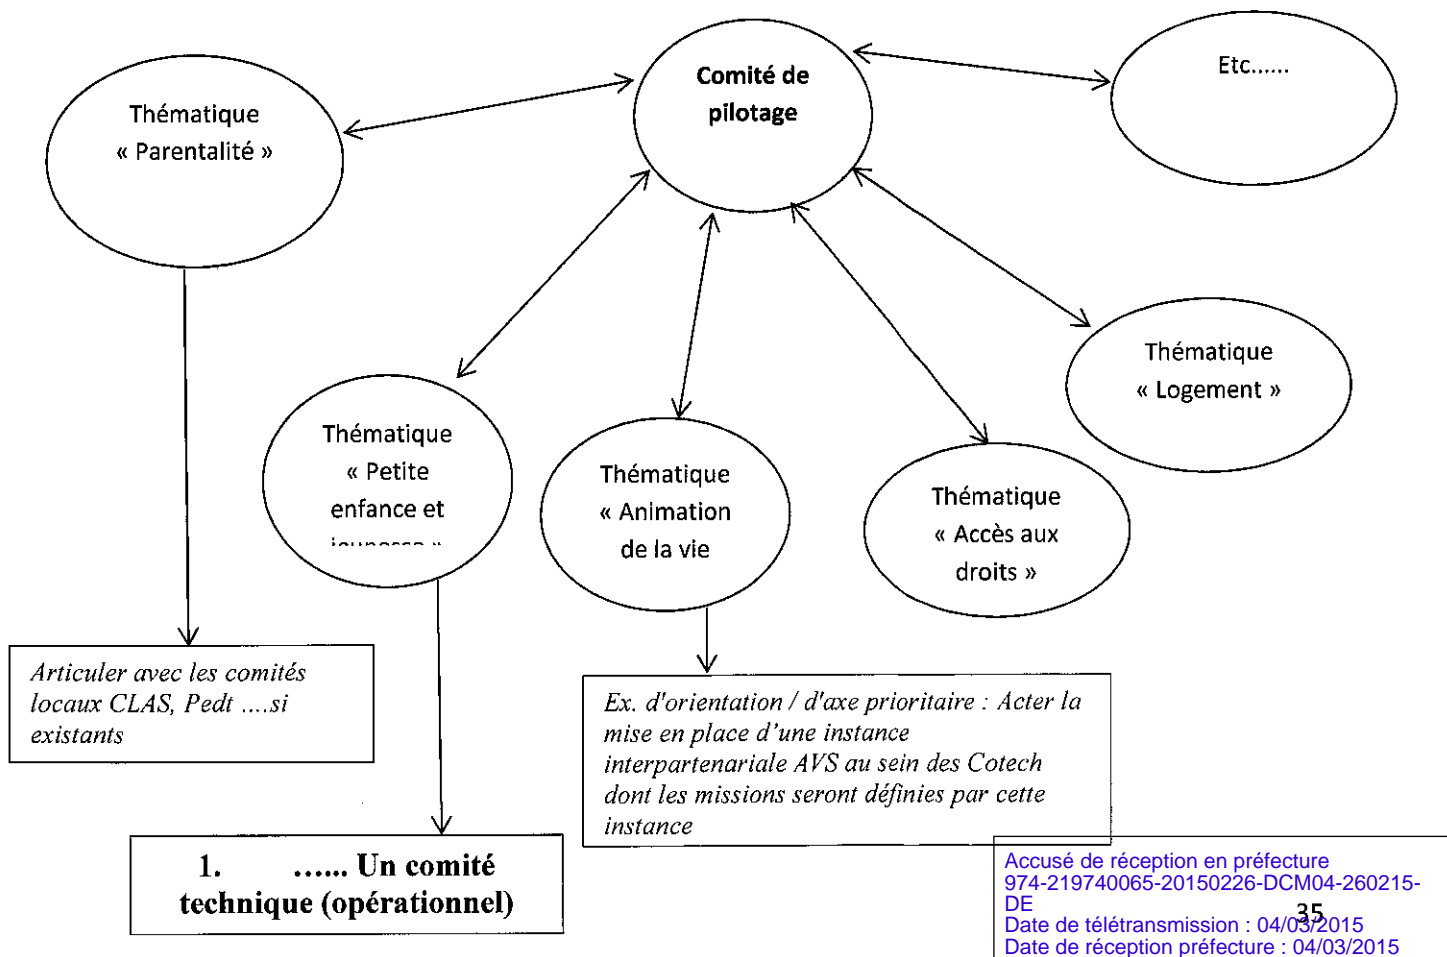 Comité de
pilotage
Etc......
Thématique
« Parentalité »
Thématique
« Logement »
Thématique
« Petite
enfance et
jeunesse »
Thématique
« Animation
de la vie
Thématique
« Accès aux
droits »
Articuler avec les comités
locaux CLAS, Pedt ....si
existants
Ex. d'orientation / d'axe prioritaire : Acter la
mise en place d’une instance
interpartenariale AVS au sein des Cotech
dont les missions seront définies par cette
instance
1. …... Un comité
technique (opérationnel)
Accusé de réception en préfecture
974-219740065-20150226-DCM04-260215-
DE
35
Date de télétransmission : 04/03/2015
Date de réception préfecture : 04/03/2015